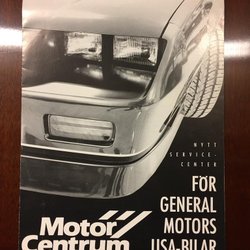 NYTT
SERVICE-
CENTER
FÖR
GENERAL
MOTORS
USA-BILAR
Motor
Centrum